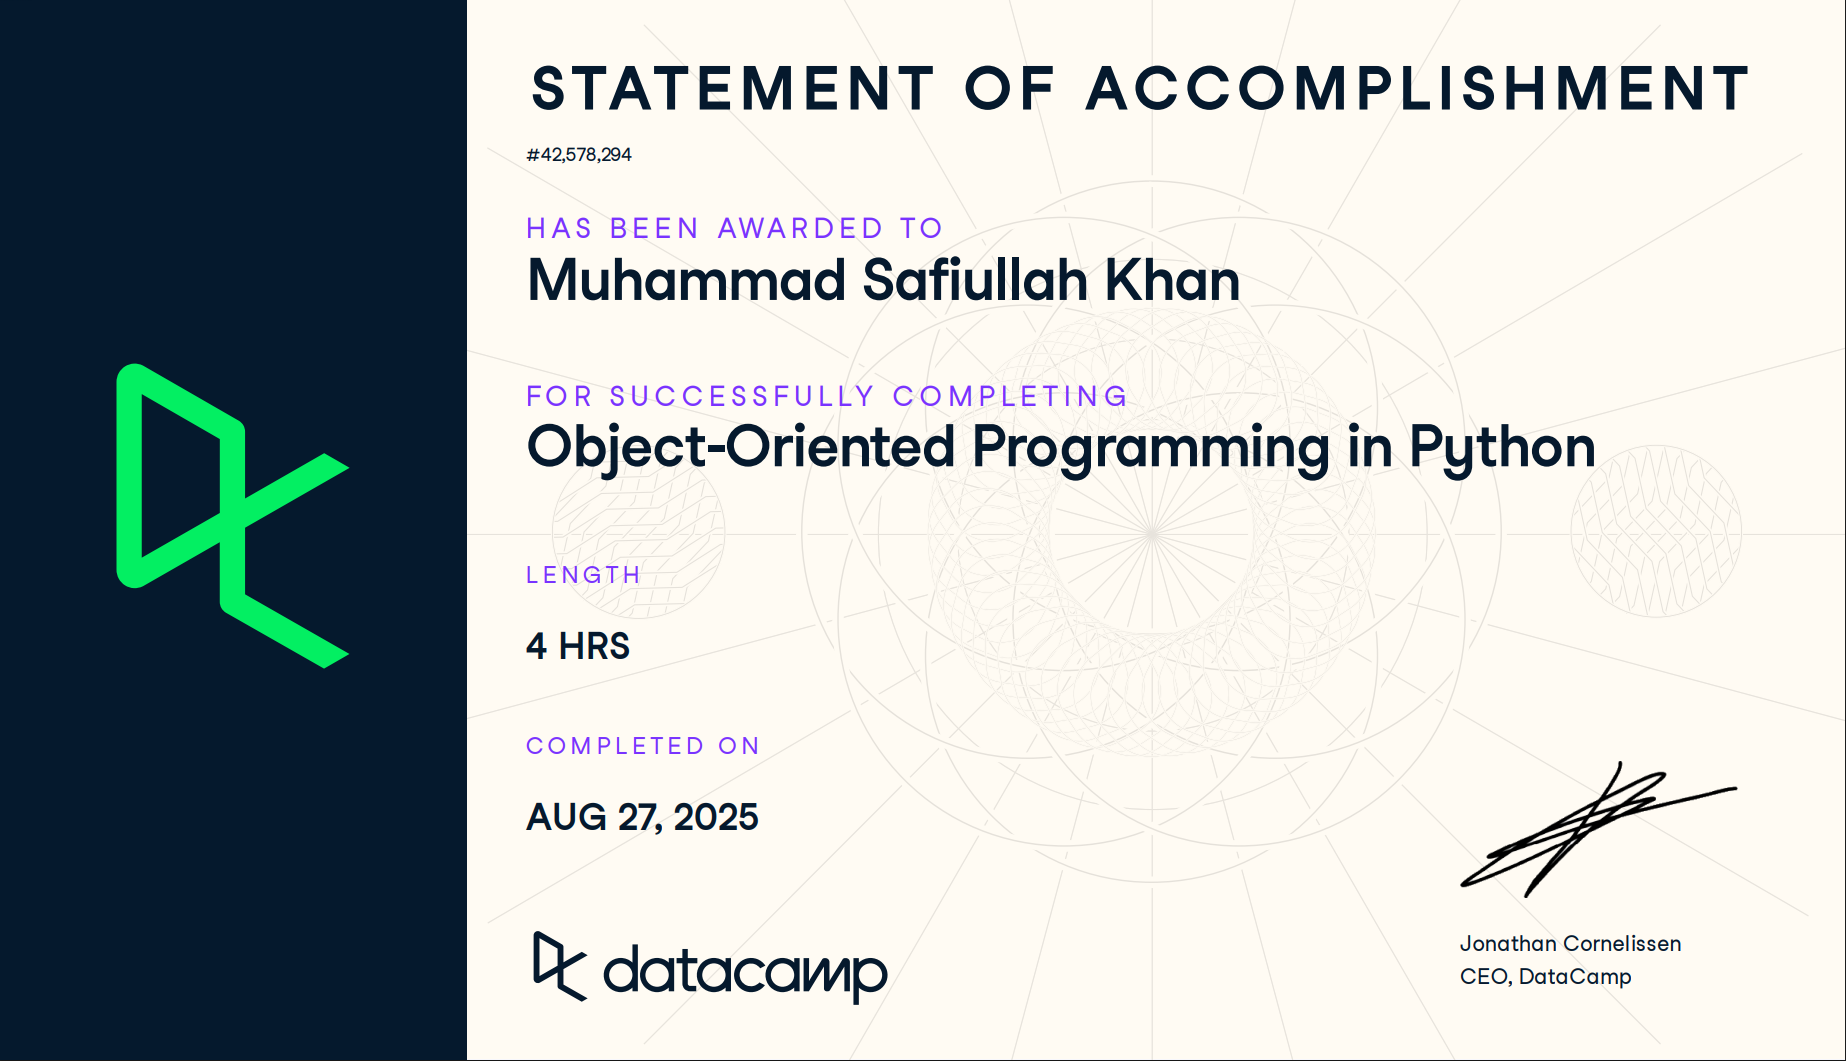 STATEMENT OF ACCOMPLISHMENT
#42,578,294
HAS BEEN AWARDED TO
Muhammad Safiullah Khan
FOR SUCCESSFULLY COMPLETING
Object-Oriented Programming in Python
LENGTH
4 HRS
COMPLETED ON
AUG 27, 2025
datacamp
Jonathan Cornelissen
CEO, DataCamp